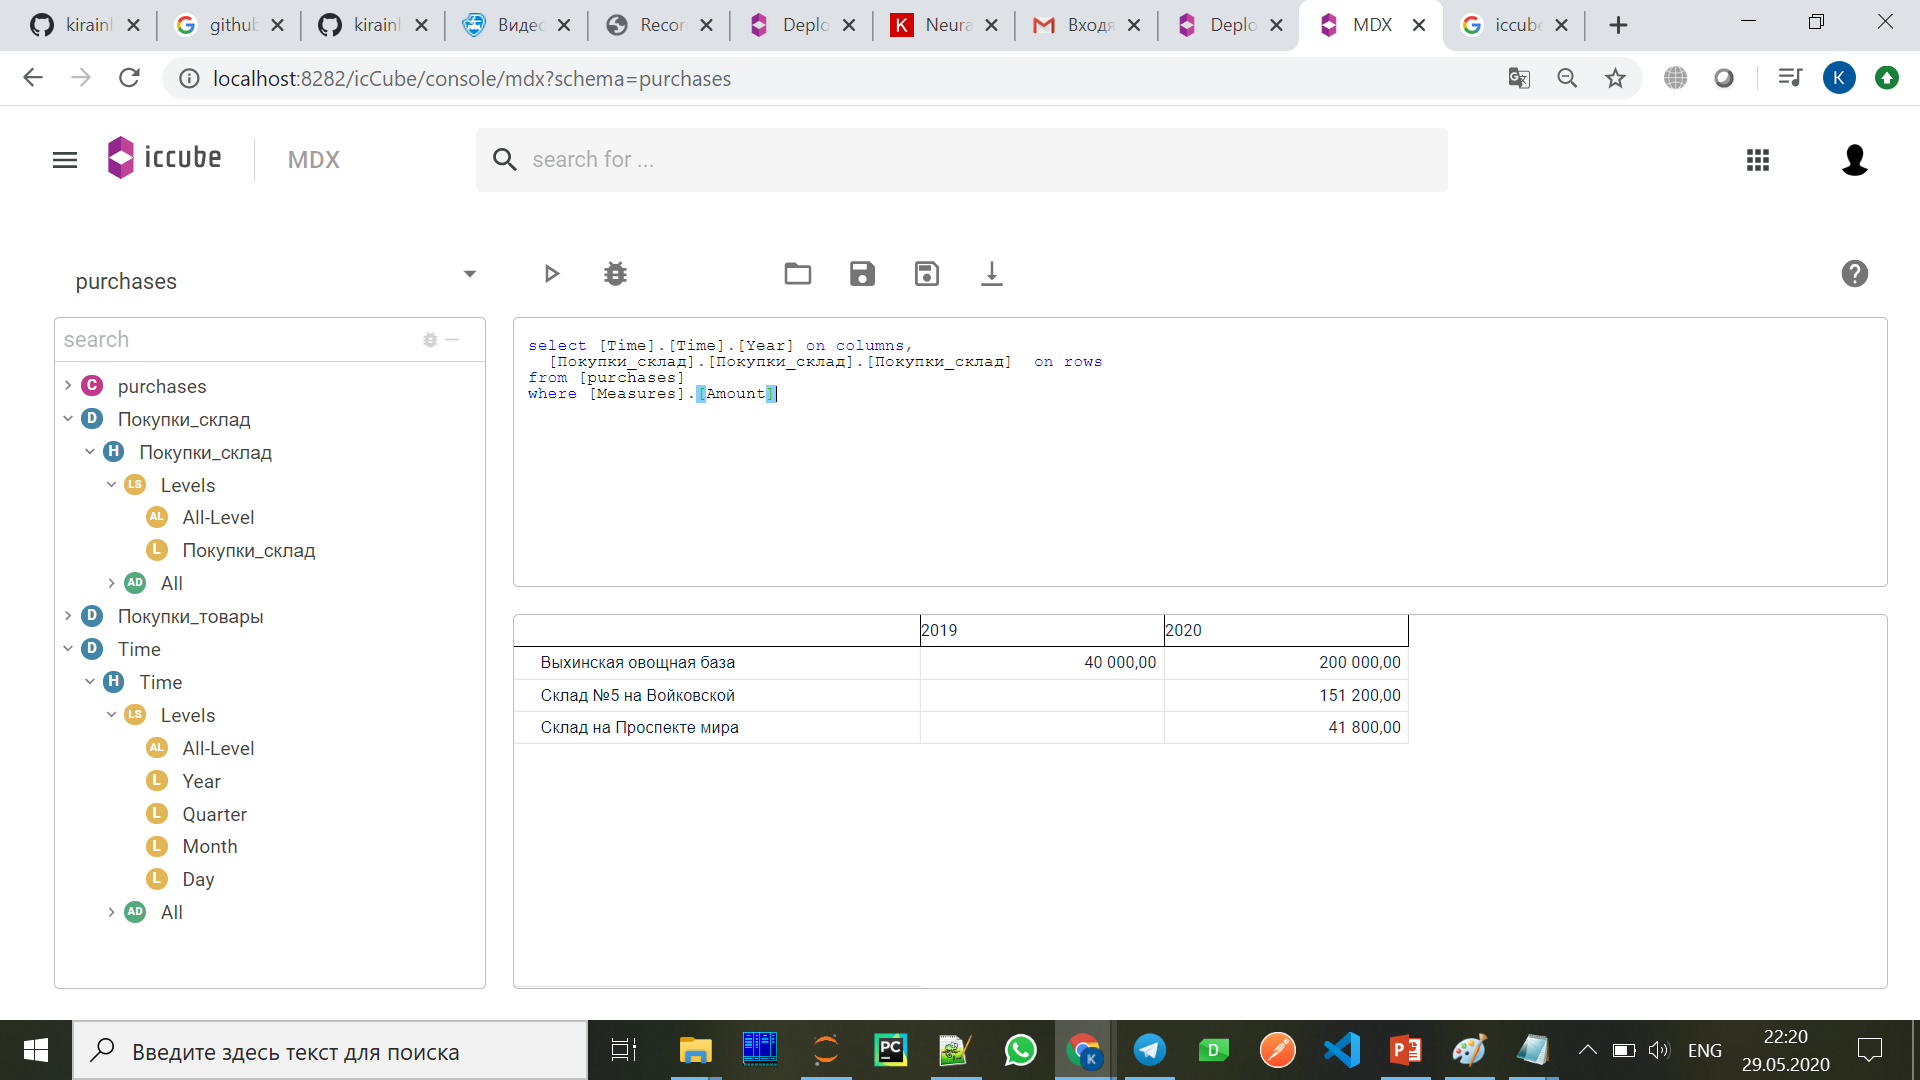 kirainl
github
kirainl
Видео
Recor
Deplo
Neura
Входя
Deplo
MDX
iccube
localhost:8282/icCube/console/mdx?schema=purchases
K
iccube
MDX
search for ...
purchases
search
C purchases
D Покупки_склад
H Покупки_склад
LS Levels
AL All-Level
L Покупки_склад
AD All
D Покупки_товары
D Time
H Time
LS Levels
AL All-Level
L Year
L Quarter
L Month
L Day
AD All
select [Time].[Time].[Year] on columns,
[Покупки_склад].[Покупки_склад].[Покупки_склад] on rows
from [purchases]
where [Measures].[Amount]
2019 2020
Выхинская овощная база 40 000,00 200 000,00
Склад №5 на Войковской 151 200,00
Склад на Проспекте мира 41 800,00
Введите здесь текст для поиска
PC
K
D
ENG
22:20
29.05.2020